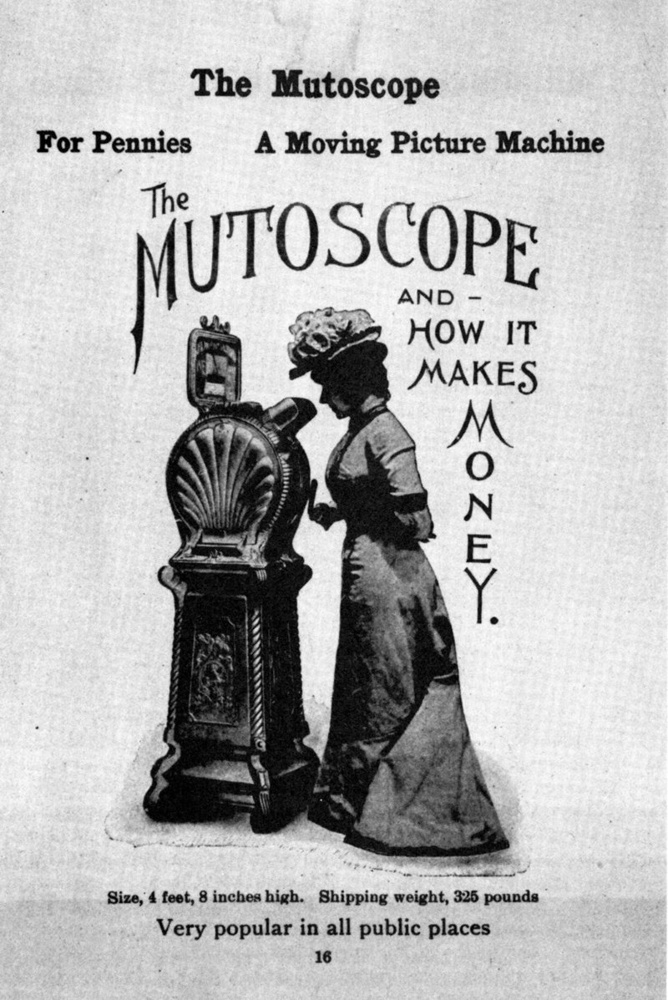 The Mutoscope
For Pennies A Moving Picture Machine
The
MUTOSCOPE
AND –
HOW IT
MAKES
MONEY.
Size, 4 feet, 8 inches high. Shipping weight, 325 pounds
Very popular in all public places
16